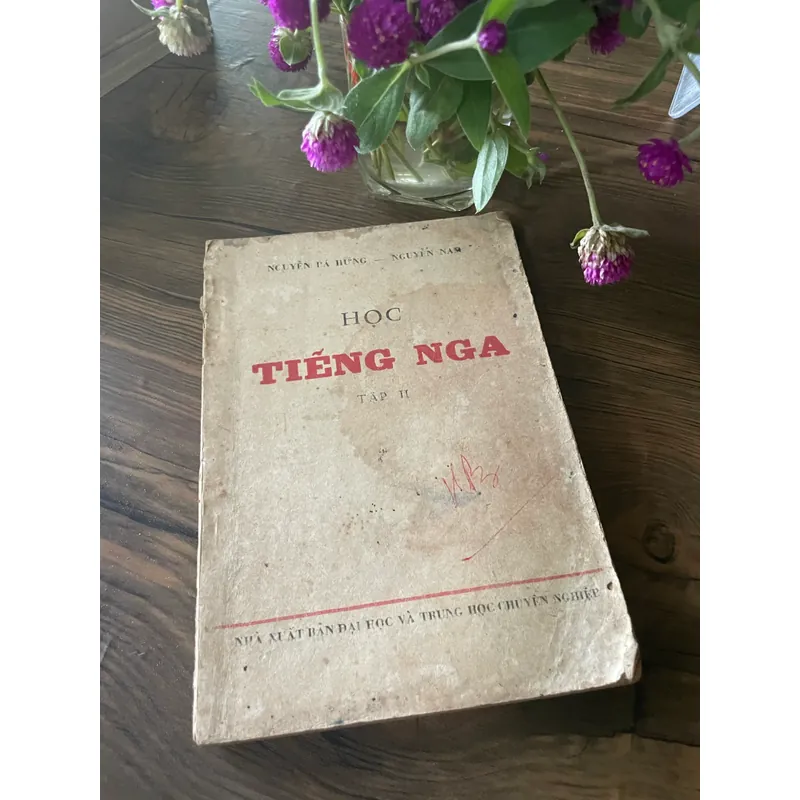 NGUYỄN BÁ HƯNG — NGUYỄN NAM
HỌC
TIẾNG NGA
TẬP II
NHÀ XUẤT BẢN ĐẠI HỌC VÀ TRUNG HỌC CHUYÊN NGHIỆP